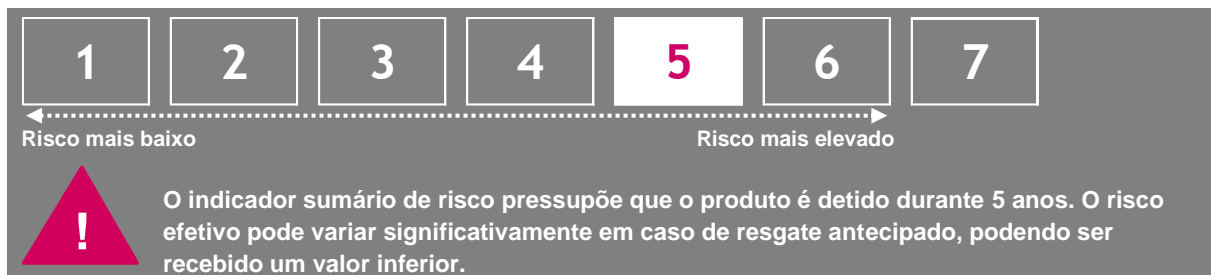 1 2 3 4 5 6 7
Risco mais baixo Risco mais elevado
! O indicador sumário de risco pressupõe que o produto é detido durante 5 anos. O risco
efetivo pode variar significativamente em caso de resgate antecipado, podendo ser
recebido um valor inferior.